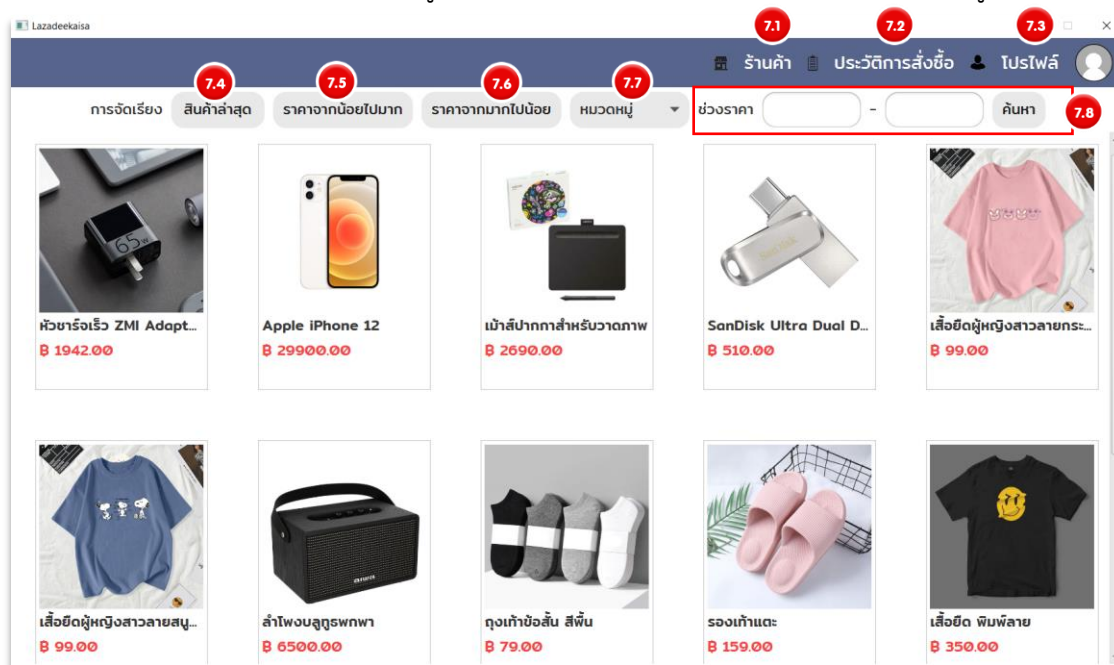 Lazadeekaisa
7.1 7.2 7.3
ร้านค้า ประวัติการสั่งซื้อ โปรไฟล์
7.4 7.5 7.6 7.7
การจัดเรียง สินค้าล่าสุด ราคาจากน้อยไปมาก ราคาจากมากไปน้อย หมวดหมู่ ช่วงราคา - ค้นหา 7.8
65w
SanDisk
หัวชาร์จเร็ว ZMI Adapt... Apple iPhone 12 เม้าส์ปากกาสำหรับวาดภาพ SanDisk Ultra Dual D... เสื้อยืดผู้หญิงสาวลายกระ...
฿ 1942.00 ฿ 29900.00 ฿ 2690.00 ฿ 510.00 ฿ 99.00
aiwa
เสื้อยืดผู้หญิงสาวลายสนู... ลำโพงบลูทูธพกพา ถุงเท้าข้อสั้น สีพื้น รองเท้าแตะ เสื้อยืด พิมพ์ลาย
฿ 99.00 ฿ 6500.00 ฿ 79.00 ฿ 159.00 ฿ 350.00